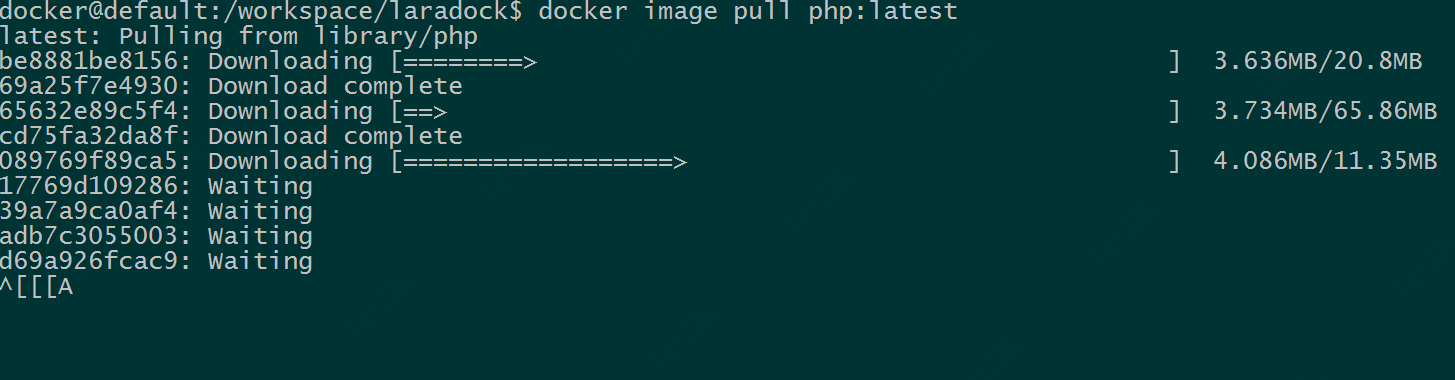 docker@default:/workspace/laradock$ docker image pull php:latest
latest: Pulling from library/php
be8881be8156: Downloading [========>                                          ]  3.636MB/20.8MB
69a25f7e4930: Download complete
65632e89c5f4: Downloading [==>                                                ]  3.734MB/65.86MB
cd75fa32da8f: Download complete
089769f89ca5: Downloading [==================>                                ]  4.086MB/11.35MB
17769d109286: Waiting
39a7a9ca0af4: Waiting
adb7c3055003: Waiting
d69a926fcac9: Waiting
^[[[A